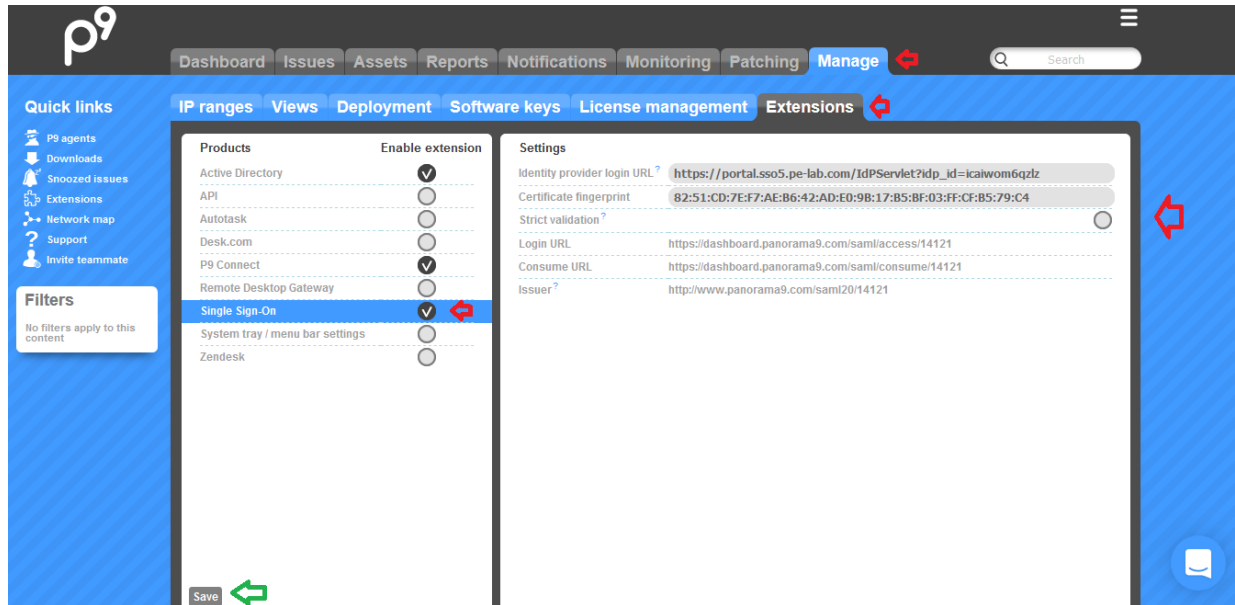 p9
Dashboard Issues Assets Reports Notifications Monitoring Patching Manage Search
Quick links
P9 agents
Downloads
Snoozed issues
Extensions
Network map
Support
Invite teammate
Filters
No filters apply to this
content
IP ranges Views Deployment Software keys License management Extensions
Products Enable extension
Active Directory
API
Autotask
Desk.com
P9 Connect
Remote Desktop Gateway
Single Sign-On
System tray / menu bar settings
Zendesk
Save
Settings
Identity provider login URL ? https://portal.sso5.pe-lab.com/IdPServlet?idp_id=icaiwom6qzlz
Certificate fingerprint 82:51:CD:7E:F7:AE:B6:42:AD:E0:9B:17:B5:BF:03:FF:CF:B5:79:C4
Strict validation ?
Login URL https://dashboard.panorama9.com/saml/access/14121
Consume URL https://dashboard.panorama9.com/saml/consume/14121
Issuer ? http://www.panorama9.com/saml20/14121